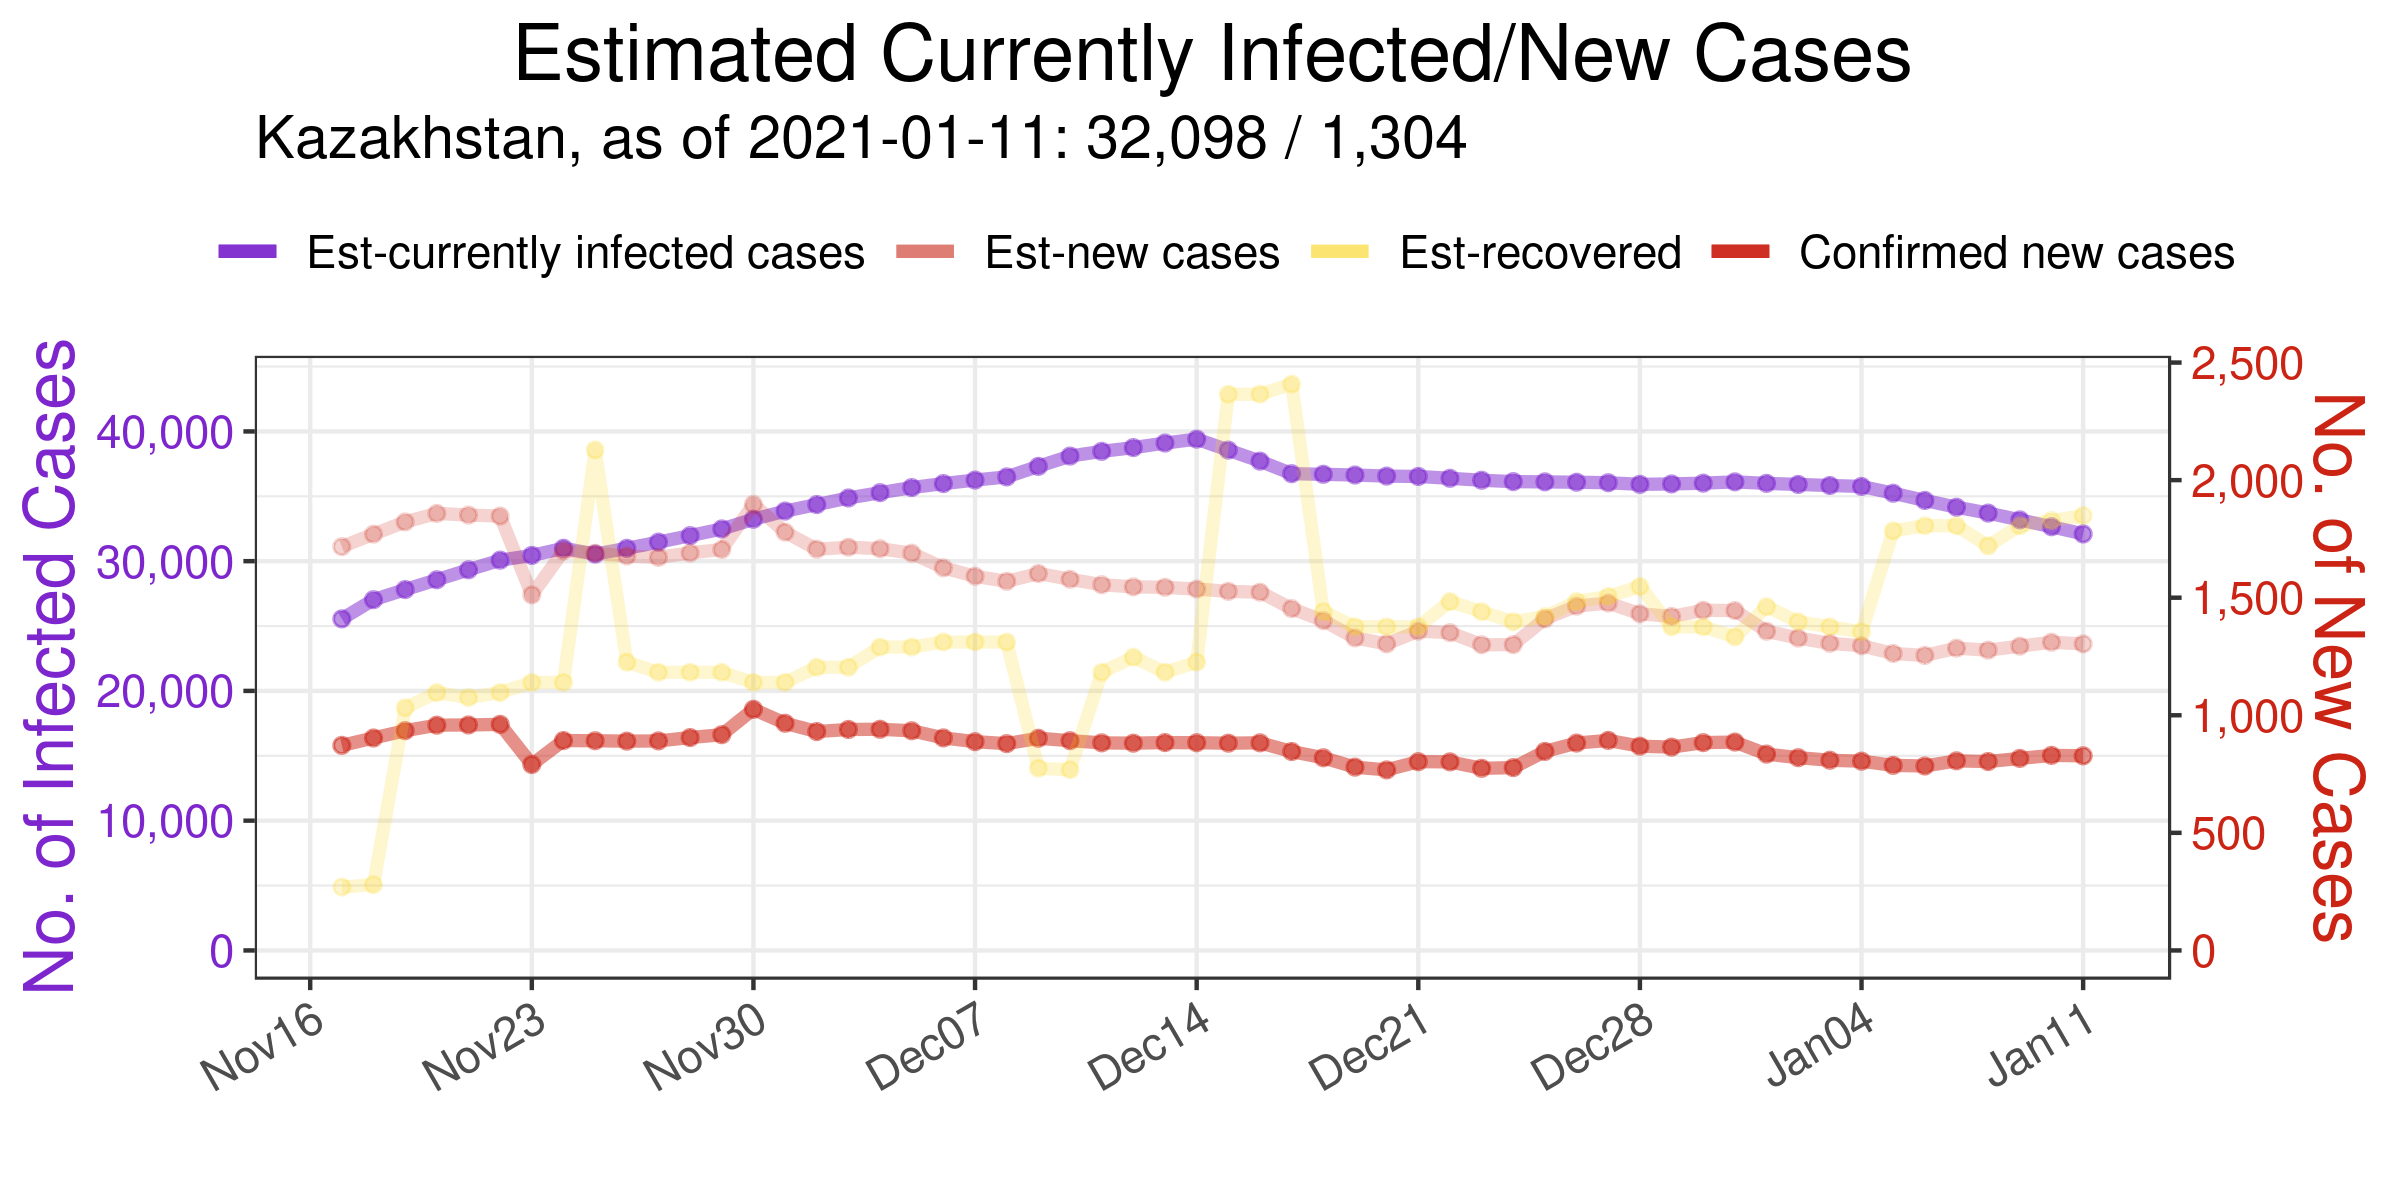 Estimated Currently Infected/New Cases
Kazakhstan, as of 2021-01-11: 32,098 / 1,304
Est-currently infected cases Est-new cases Est-recovered Confirmed new cases
No. of Infected Cases
40,000
30,000
20,000
10,000
0
2,500
2,000
1,500
1,000
500
0
No. of New Cases
Nov16 Nov23 Nov30 Dec07 Dec14 Dec21 Dec28 Jan04 Jan11